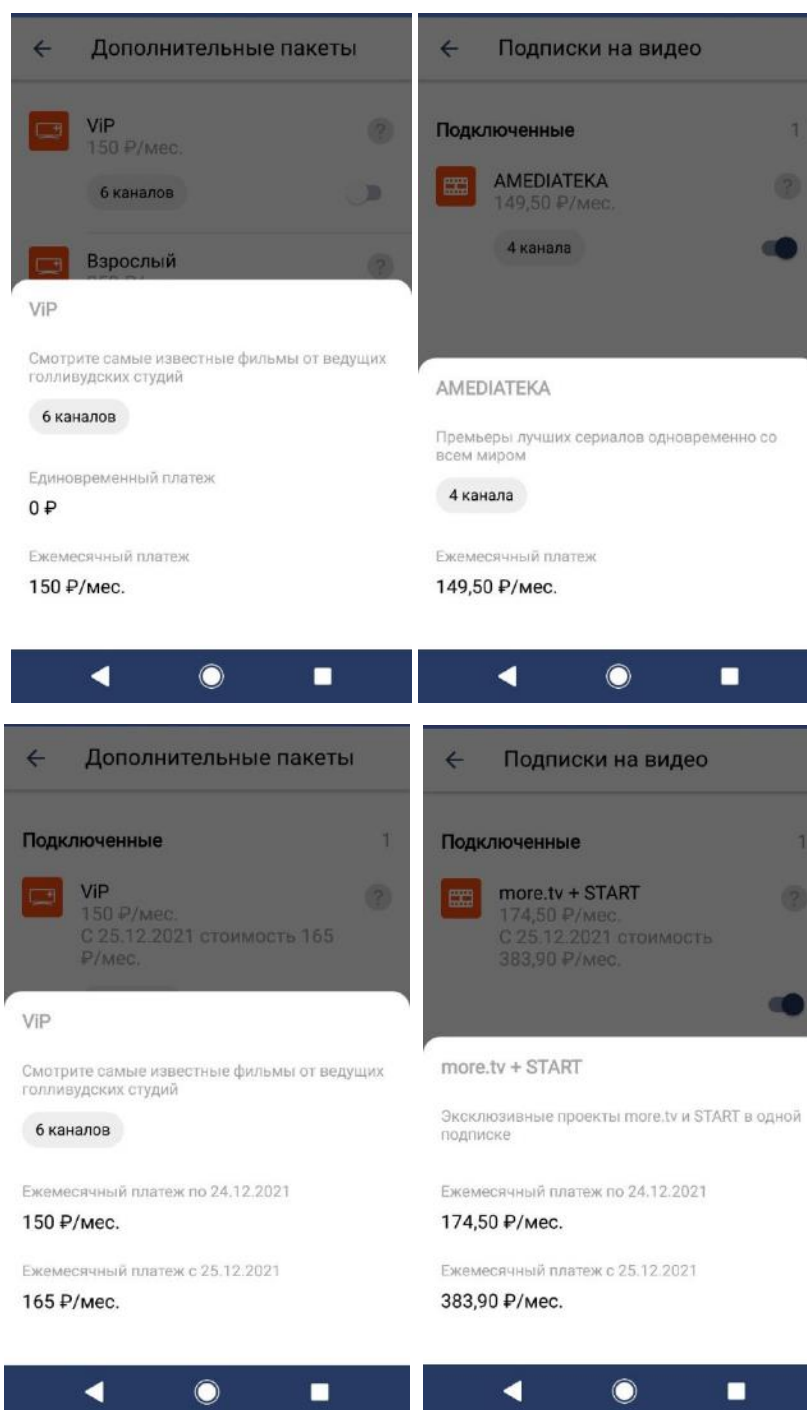 Дополнительные пакеты
ViP
150 ₽/мес.
6 каналов
Взрослый
ViP
Смотрите самые известные фильмы от ведущих
голливудских студий
6 каналов
Единовременный платеж
0 ₽
Ежемесячный платеж
150 ₽/мес.
Подписки на видео
Подключенные 1
AMEDIATEKA
149,50 ₽/мес.
4 канала
AMEDIATEKA
Премьеры лучших сериалов одновременно со
всем миром
4 канала
Ежемесячный платеж
149,50 ₽/мес.
Дополнительные пакеты
Подключенные 1
ViP
150 ₽/мес.
С 25.12.2021 стоимость 165
₽/мес.
ViP
Смотрите самые известные фильмы от ведущих
голливудских студий
6 каналов
Ежемесячный платеж по 24.12.2021
150 ₽/мес.
Ежемесячный платеж с 25.12.2021
165 ₽/мес.
Подписки на видео
Подключенные 1
more.tv + START
174,50 ₽/мес.
С 25.12.2021 стоимость
383,90 ₽/мес.
more.tv + START
Эксклюзивные проекты more.tv и START в одной
подписке
Ежемесячный платеж по 24.12.2021
174,50 ₽/мес.
Ежемесячный платеж с 25.12.2021
383,90 ₽/мес.